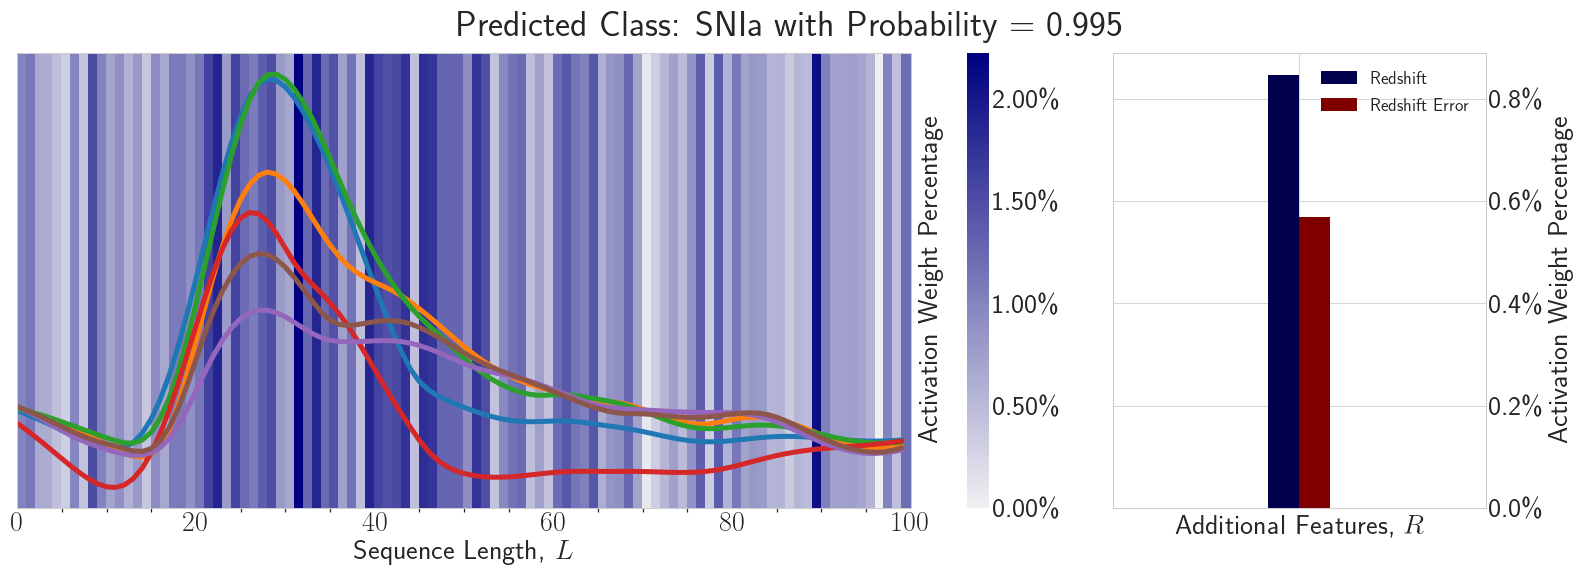 Predicted Class: SNIa with Probability = 0.995
2.00%
1.50%
1.00%
0.50%
0.00%
Activation Weight Percentage
0
20
40
60
80
100
Sequence Length, L
Redshift
Redshift Error
0.8%
0.6%
0.4%
0.2%
0.0%
Activation Weight Percentage
Additional Features, R